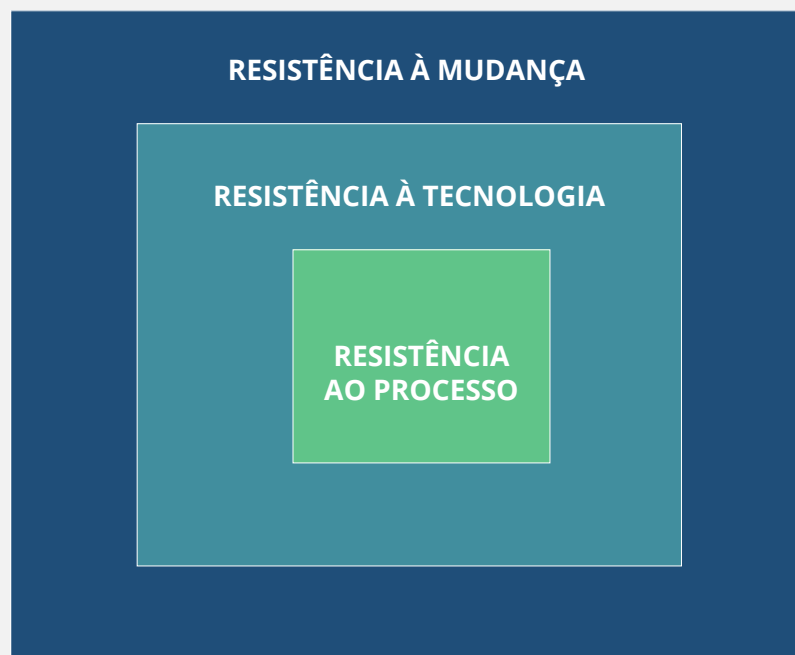 RESISTÊNCIA À MUDANÇA
RESISTÊNCIA À TECNOLOGIA
RESISTÊNCIA
AO PROCESSO